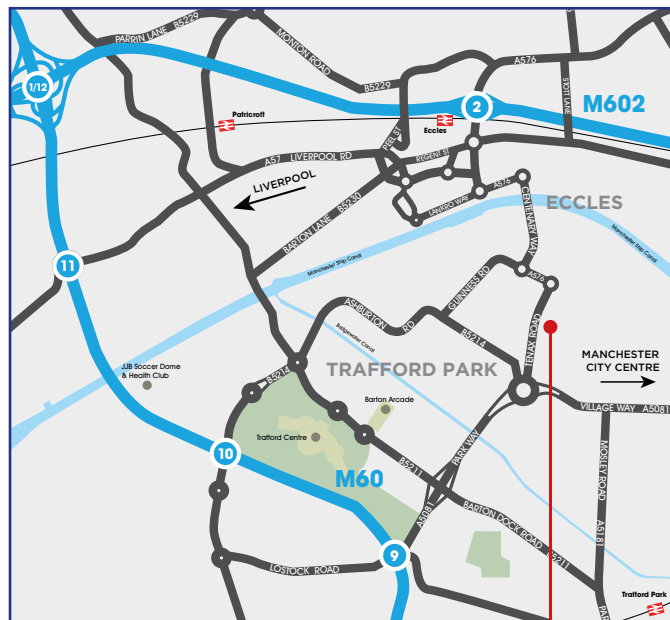 PARRIN LANE B5229
MONTON ROAD
B5229
A576
STOTT LANE
1/12
2
M602
Patricroft
Eccles
PEEL ST
REGENT ST
A57 LIVERPOOL RD
LIVERPOOL
BARTON LANE B5230
LANKRO WAY
A576
CENTENARY WAY
ECCLES
Manchester Ship Canal
Manchester Ship Canal
11
GUINNESS RD
A576
ASHBURTON RD
B5214
TENAX ROAD
Bridgewater Canal
JJB Soccer Dome
& Health Club
B5214
TRAFFORD PARK
MANCHESTER
CITY CENTRE
Barton Arcade
VILLAGE WAY A5081
Trafford Centre
10
M60
B5211
PARK WAY
A5081
MOSLEY ROAD
A5181
BARTON DOCK ROAD
B5211
9
LOSTOCK ROAD
Trafford Park